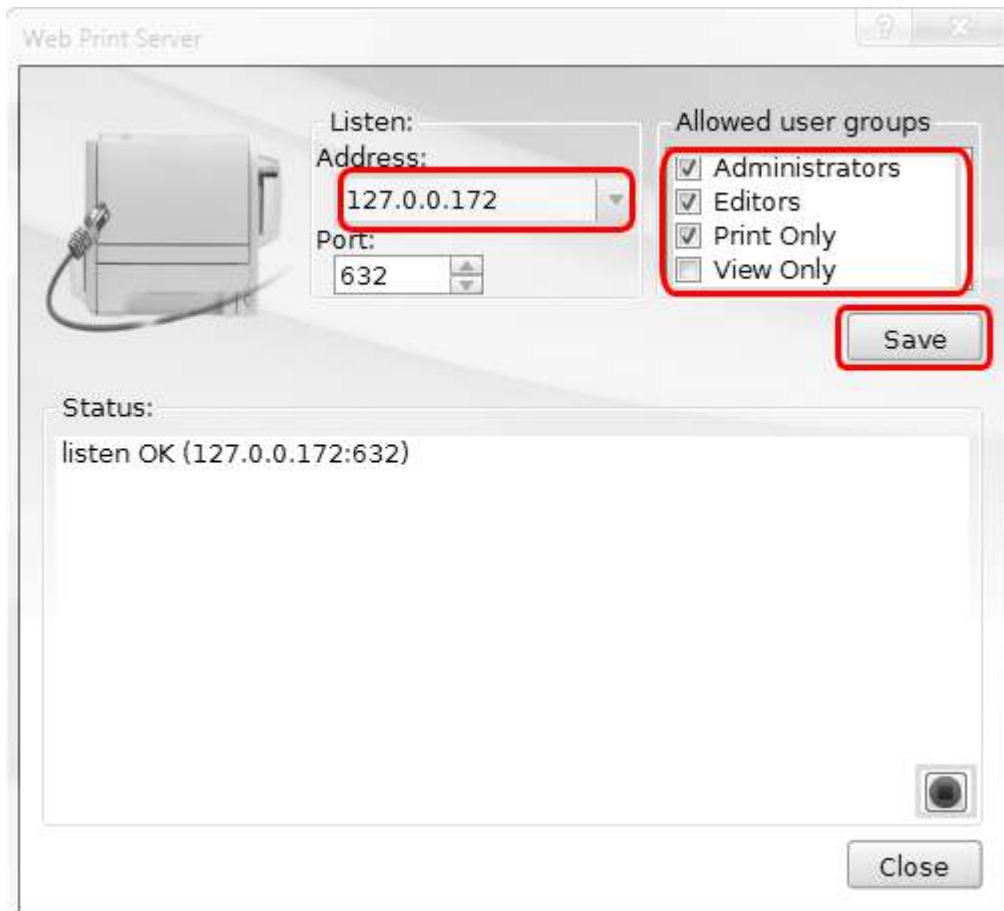 Web Print Server
Listen:
Address:
127.0.0.172
Port:
632
Allowed user groups
Administrators
Editors
Print Only
View Only
Save
Status:
listen OK (127.0.0.172:632)
Close